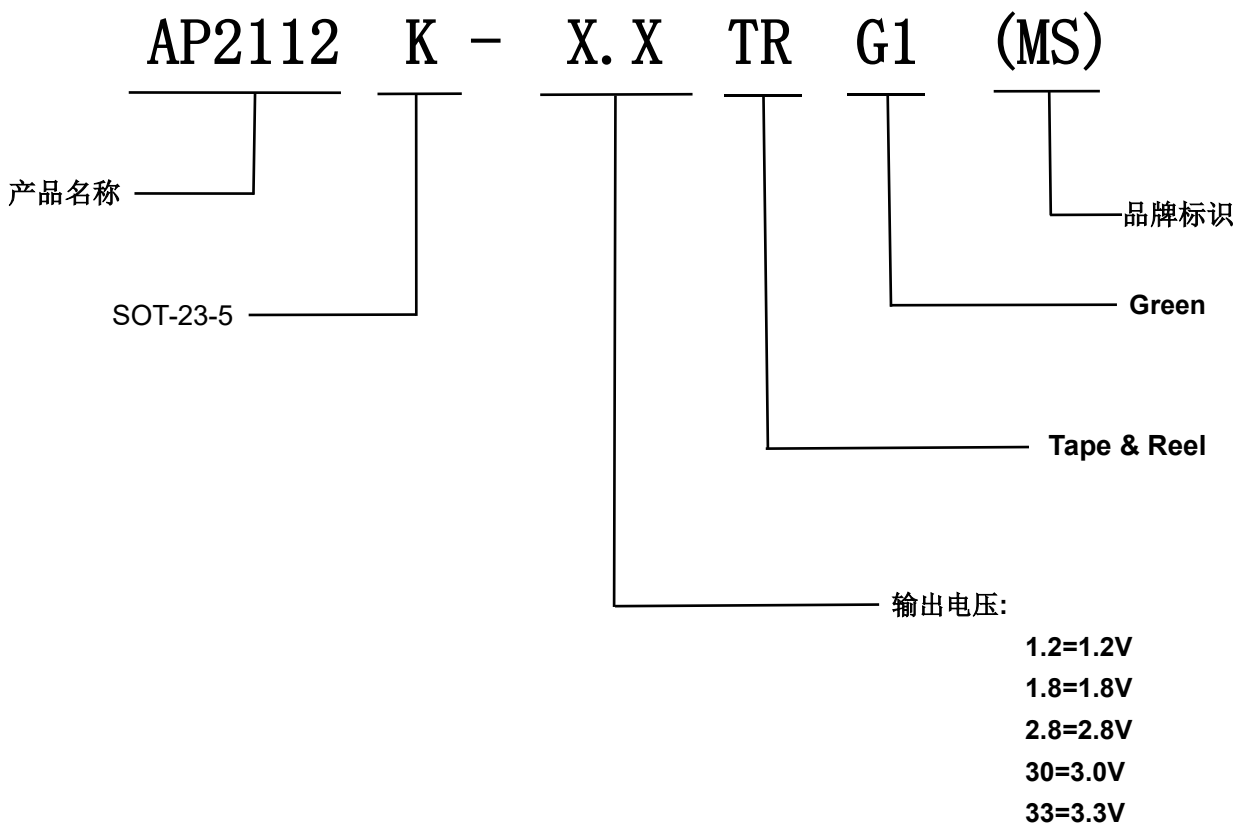 AP2112 K - X.X TR G1 (MS)
产品名称
品牌标识
Green
SOT-23-5
Tape & Reel
输出电压:
1.2=1.2V
1.8=1.8V
2.8=2.8V
30=3.0V
33=3.3V